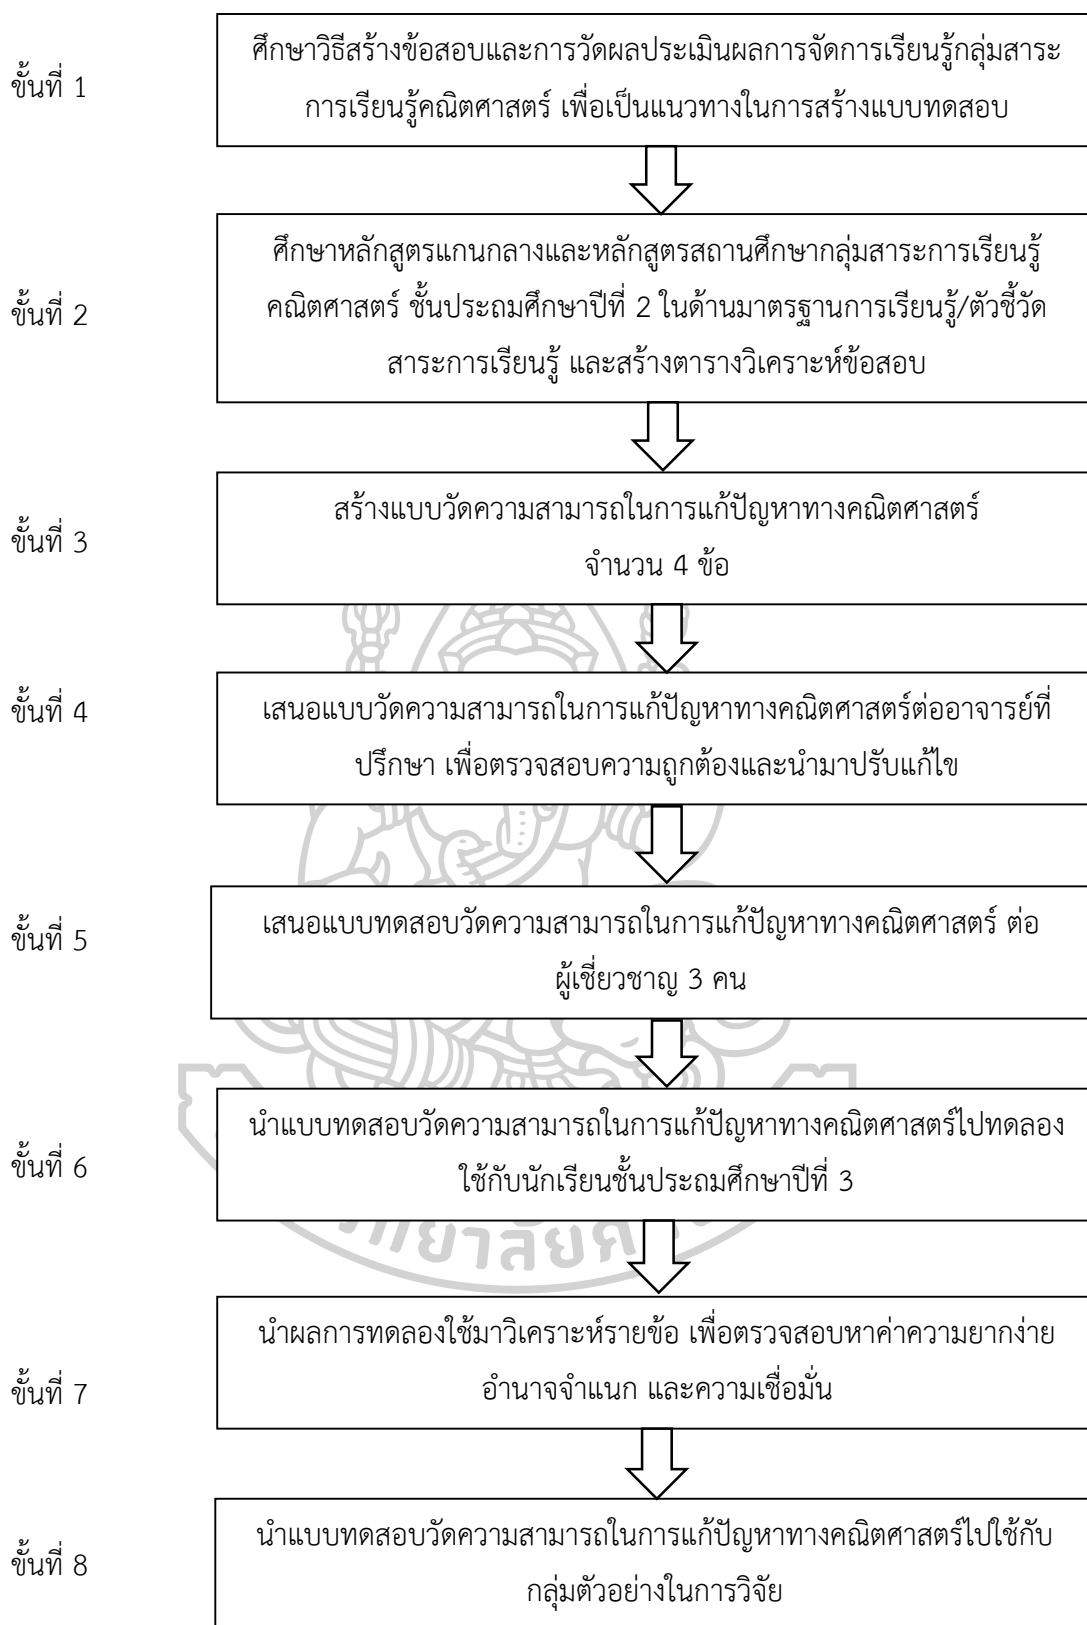 ขั้นที่ 1
ศึกษาวิธีสร้างข้อสอบและการวัดผลประเมินผลการจัดการเรียนรู้กลุ่มสาระ
การเรียนรู้คณิตศาสตร์ เพื่อเป็นแนวทางในการสร้างแบบทดสอบ
ขั้นที่ 2
ศึกษาหลักสูตรแกนกลางและหลักสูตรสถานศึกษากลุ่มสาระการเรียนรู้
คณิตศาสตร์ ชั้นประถมศึกษาปีที่ 2 ในด้านมาตรฐานการเรียนรู้/ตัวชี้วัด
สาระการเรียนรู้ และสร้างตารางวิเคราะห์ข้อสอบ
ขั้นที่ 3
สร้างแบบวัดความสามารถในการแก้ปัญหาทางคณิตศาสตร์
จำนวน 4 ข้อ
ขั้นที่ 4
เสนอแบบวัดความสามารถในการแก้ปัญหาทางคณิตศาสตร์ต่ออาจารย์ที่
ปรึกษา เพื่อตรวจสอบความถูกต้องและนำมาปรับแก้ไข
ขั้นที่ 5
เสนอแบบทดสอบวัดความสามารถในการแก้ปัญหาทางคณิตศาสตร์ ต่อ
ผู้เชี่ยวชาญ 3 คน
ขั้นที่ 6
นำแบบทดสอบวัดความสามารถในการแก้ปัญหาทางคณิตศาสตร์ไปทดลอง
ใช้กับนักเรียนชั้นประถมศึกษาปีที่ 3
ขั้นที่ 7
นำผลการทดลองใช้มาวิเคราะห์รายข้อ เพื่อตรวจสอบหาค่าความยากง่าย
อำนาจจำแนก และความเชื่อมั่น
ขั้นที่ 8
นำแบบทดสอบวัดความสามารถในการแก้ปัญหาทางคณิตศาสตร์ไปใช้กับ
กลุ่มตัวอย่างในการวิจัย